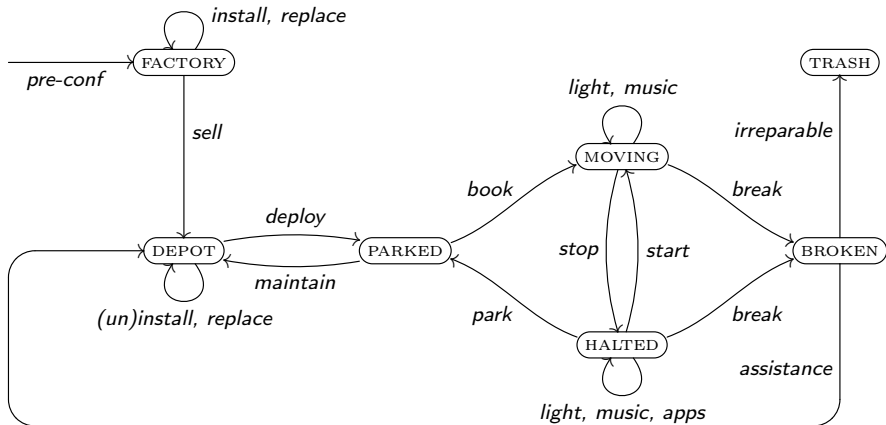 install, replace
FACTORY
TRASH
pre-conf
light, music
sell
irreparable
MOVING
book
break
deploy
DEPOT
PARKED
stop
start
BROKEN
maintain
(un)install, replace
park
break
HALTED
assistance
light, music, apps